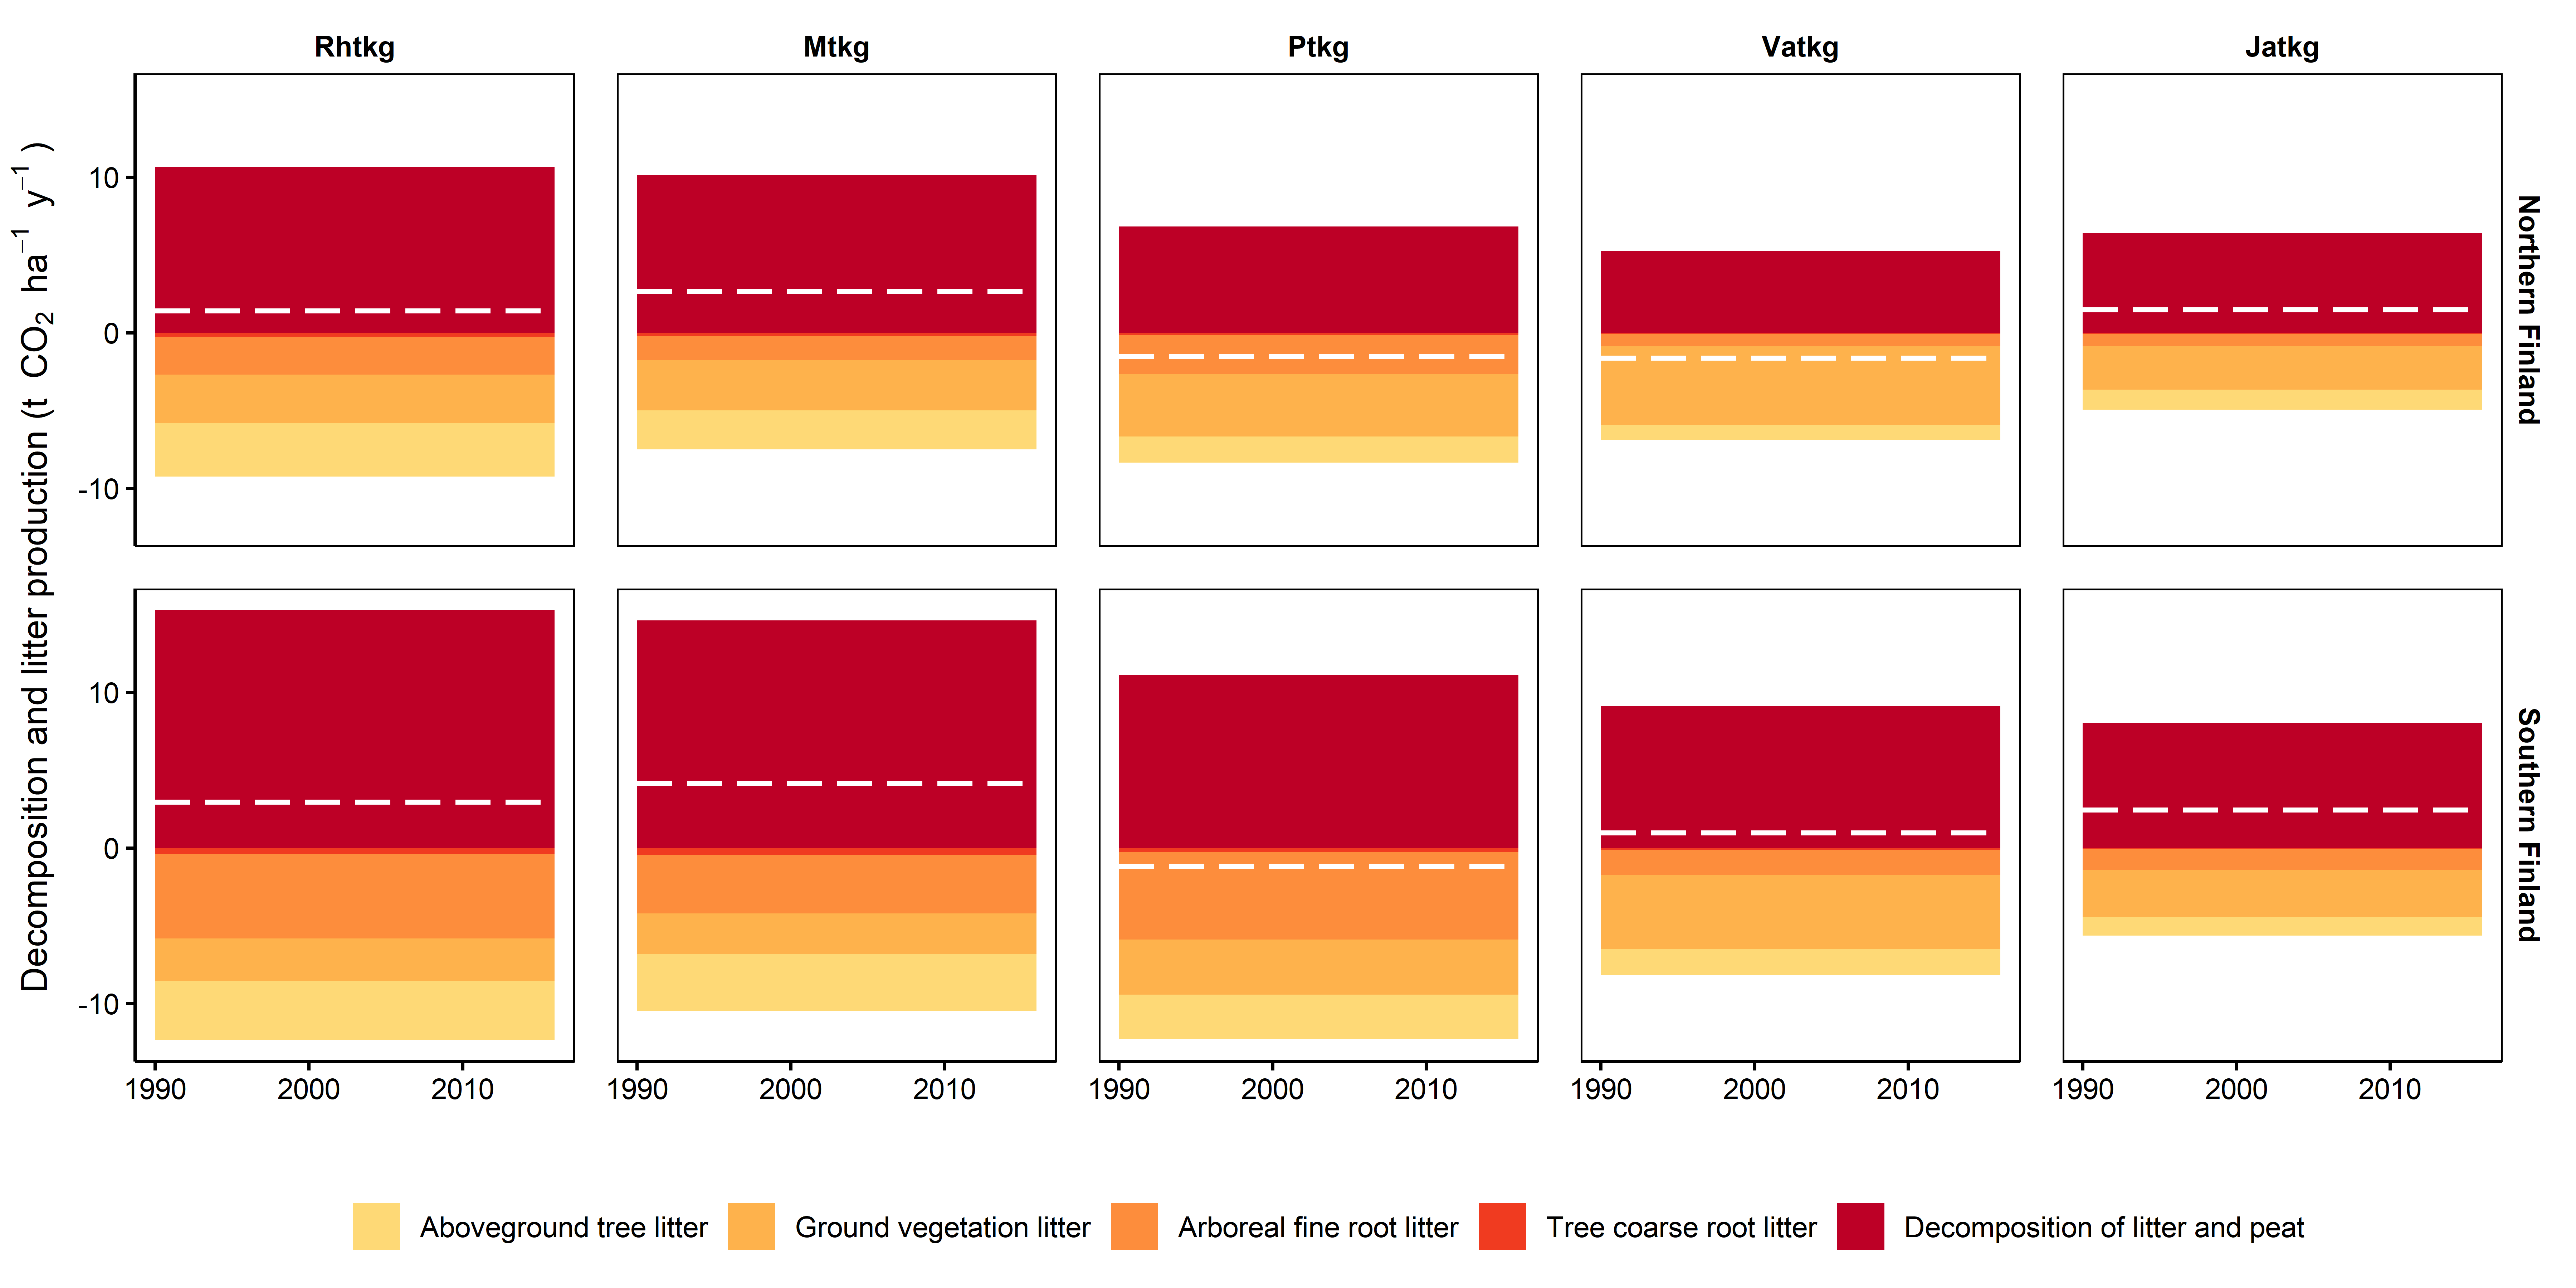 Rhtkg Mtkg Ptkg Vatkg Jatkg
Decomposition and litter production (t CO₂ ha⁻¹ y⁻¹)
10
0
-10
Northern Finland
10
0
-10
Southern Finland
1990 2000 2010 1990 2000 2010 1990 2000 2010 1990 2000 2010 1990 2000 2010
Aboveground tree litter Ground vegetation litter Arboreal fine root litter Tree coarse root litter Decomposition of litter and peat